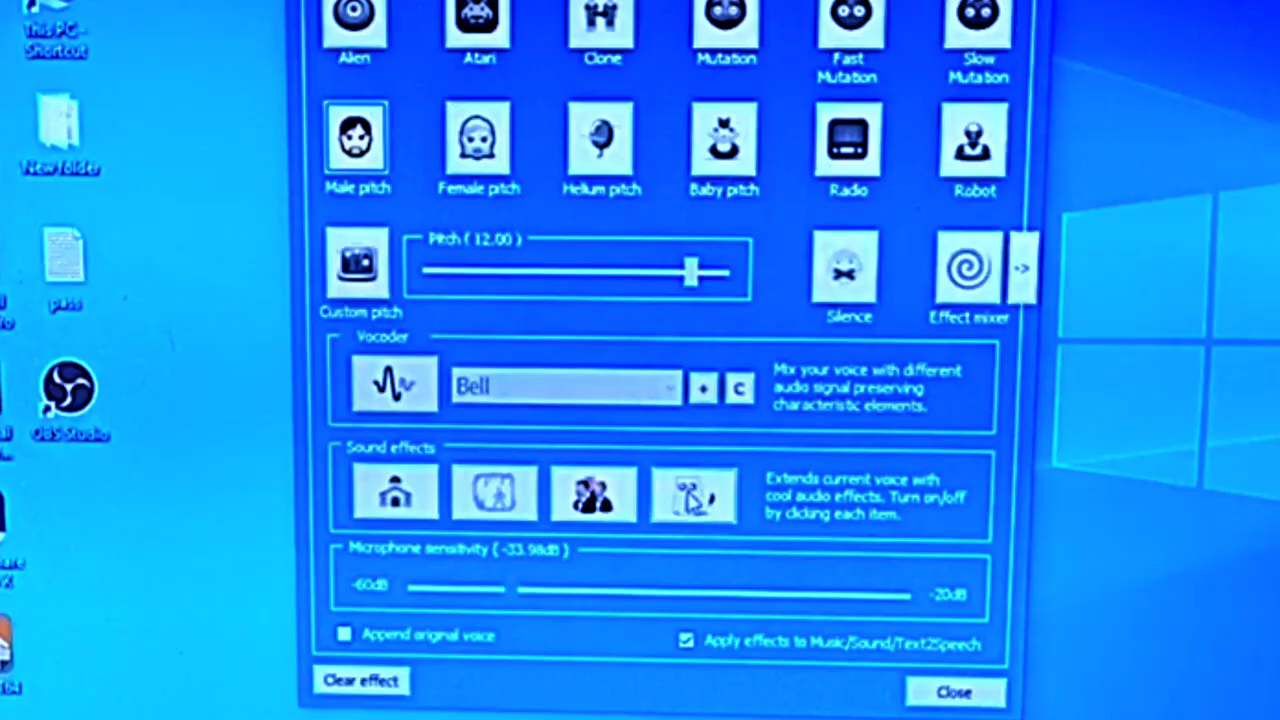 This PC -
Shortcut
New folder
pass
OBS Studio
Alien
Atari
Clone
Mutation
Fast
Mutation
Slow
Mutation
Male pitch
Female pitch
Helium pitch
Baby pitch
Radio
Robot
Pitch ( 12.00 )
->
Custom pitch
Silence
Effect mixer
Vocoder
Bell
+
C
Mix your voice with different
audio signal preserving
characteristic elements.
Sound effects
Extends current voice with
cool audio effects. Turn on/off
by clicking each item.
Microphone sensitivity ( -33.98dB )
-60dB
-20dB
Append original voice
Apply effects to Music/Sound/Text2Speech
Clear effect
Close